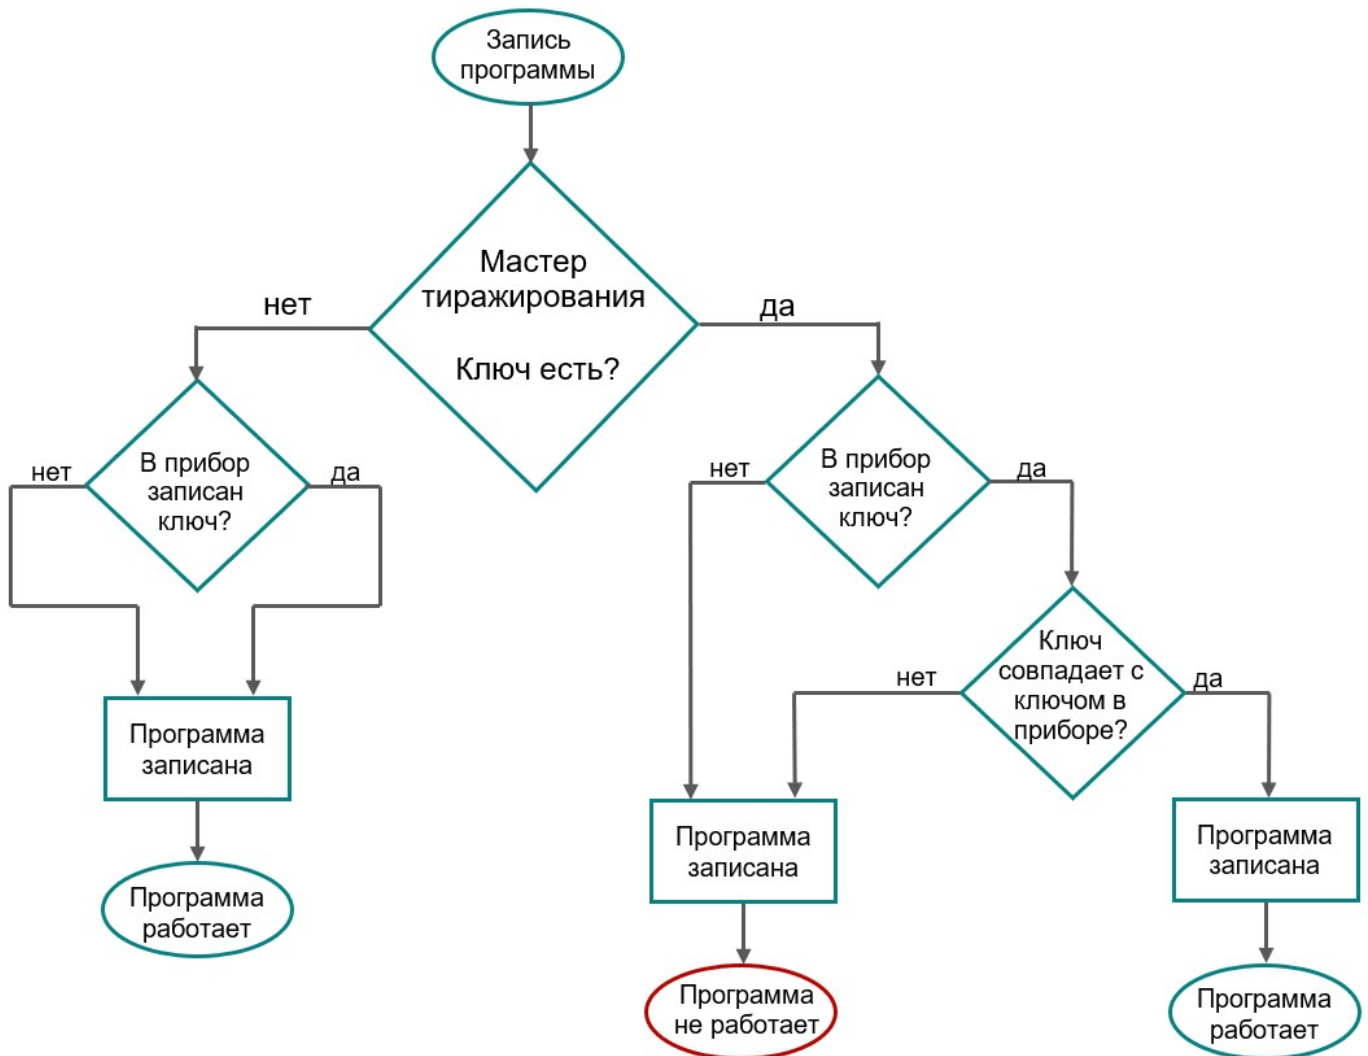 Запись
программы
Мастер
тиражирования
Ключ есть?
нет
да
В прибор
записан
ключ?
нет
да
Программа
записана
Программа
работает
В прибор
записан
ключ?
нет
да
Ключ
совпадает с
ключом в
приборе?
нет
да
Программа
записана
Программа
не работает
Программа
записана
Программа
работает